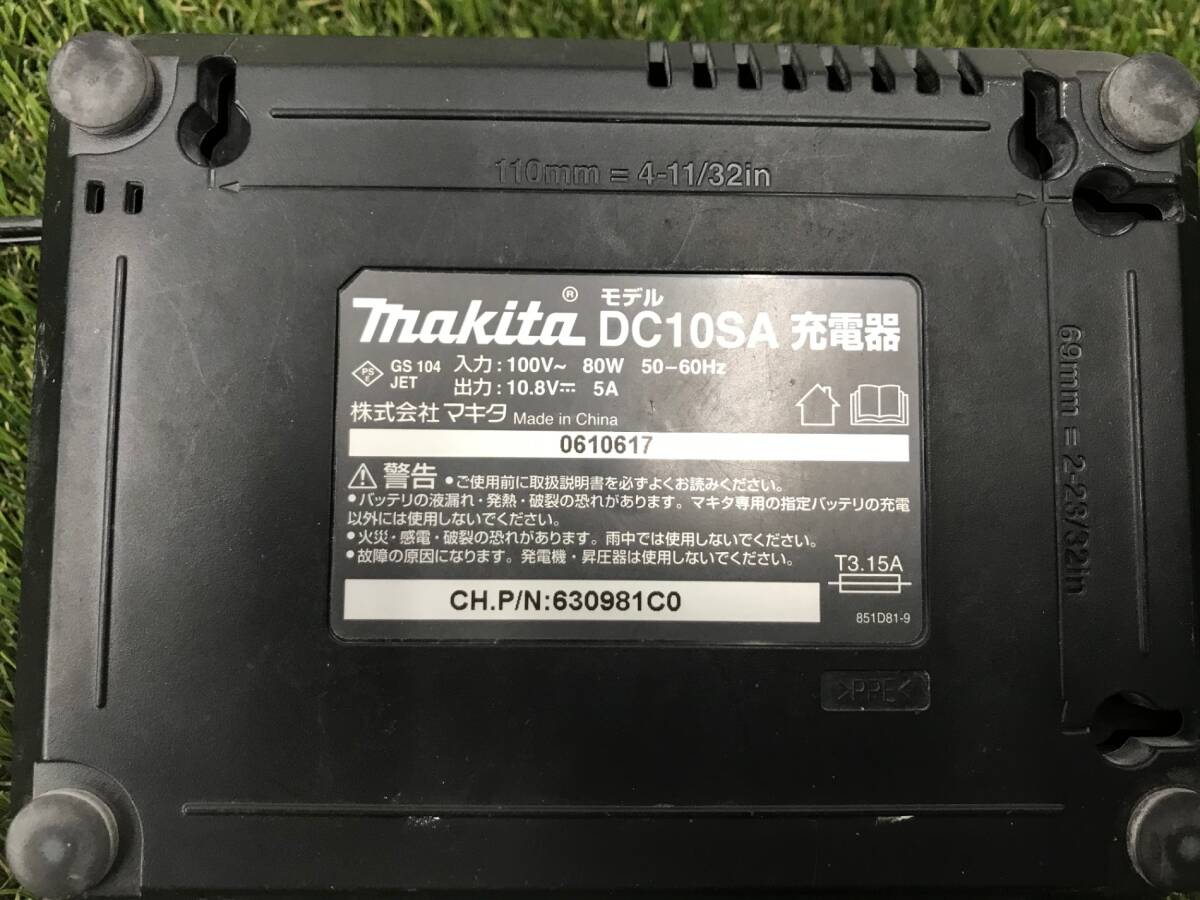 110mm = 4-11/32in
makita ® モデル DC10SA 充電器
PS E GS 104 JET
入力：100V～ 80W 50−60Hz
出力：10.8V⎓ 5A
株式会社 マキタ Made in China
0610617
警告 ●ご使用前に取扱説明書を必ずよくお読みください。
●バッテリの液漏れ・発熱・破裂の恐れがあります。マキタ専用の指定バッテリの充電
以外には使用しないでください。
●火災・感電・破裂の恐れがあります。雨中では使用しないでください。
●故障の原因になります。発電機・昇圧器は使用しないでください。
T3.15A
CH.P/N:630981C0
851D81-9
69mm = 2-23/32in
>PPE<